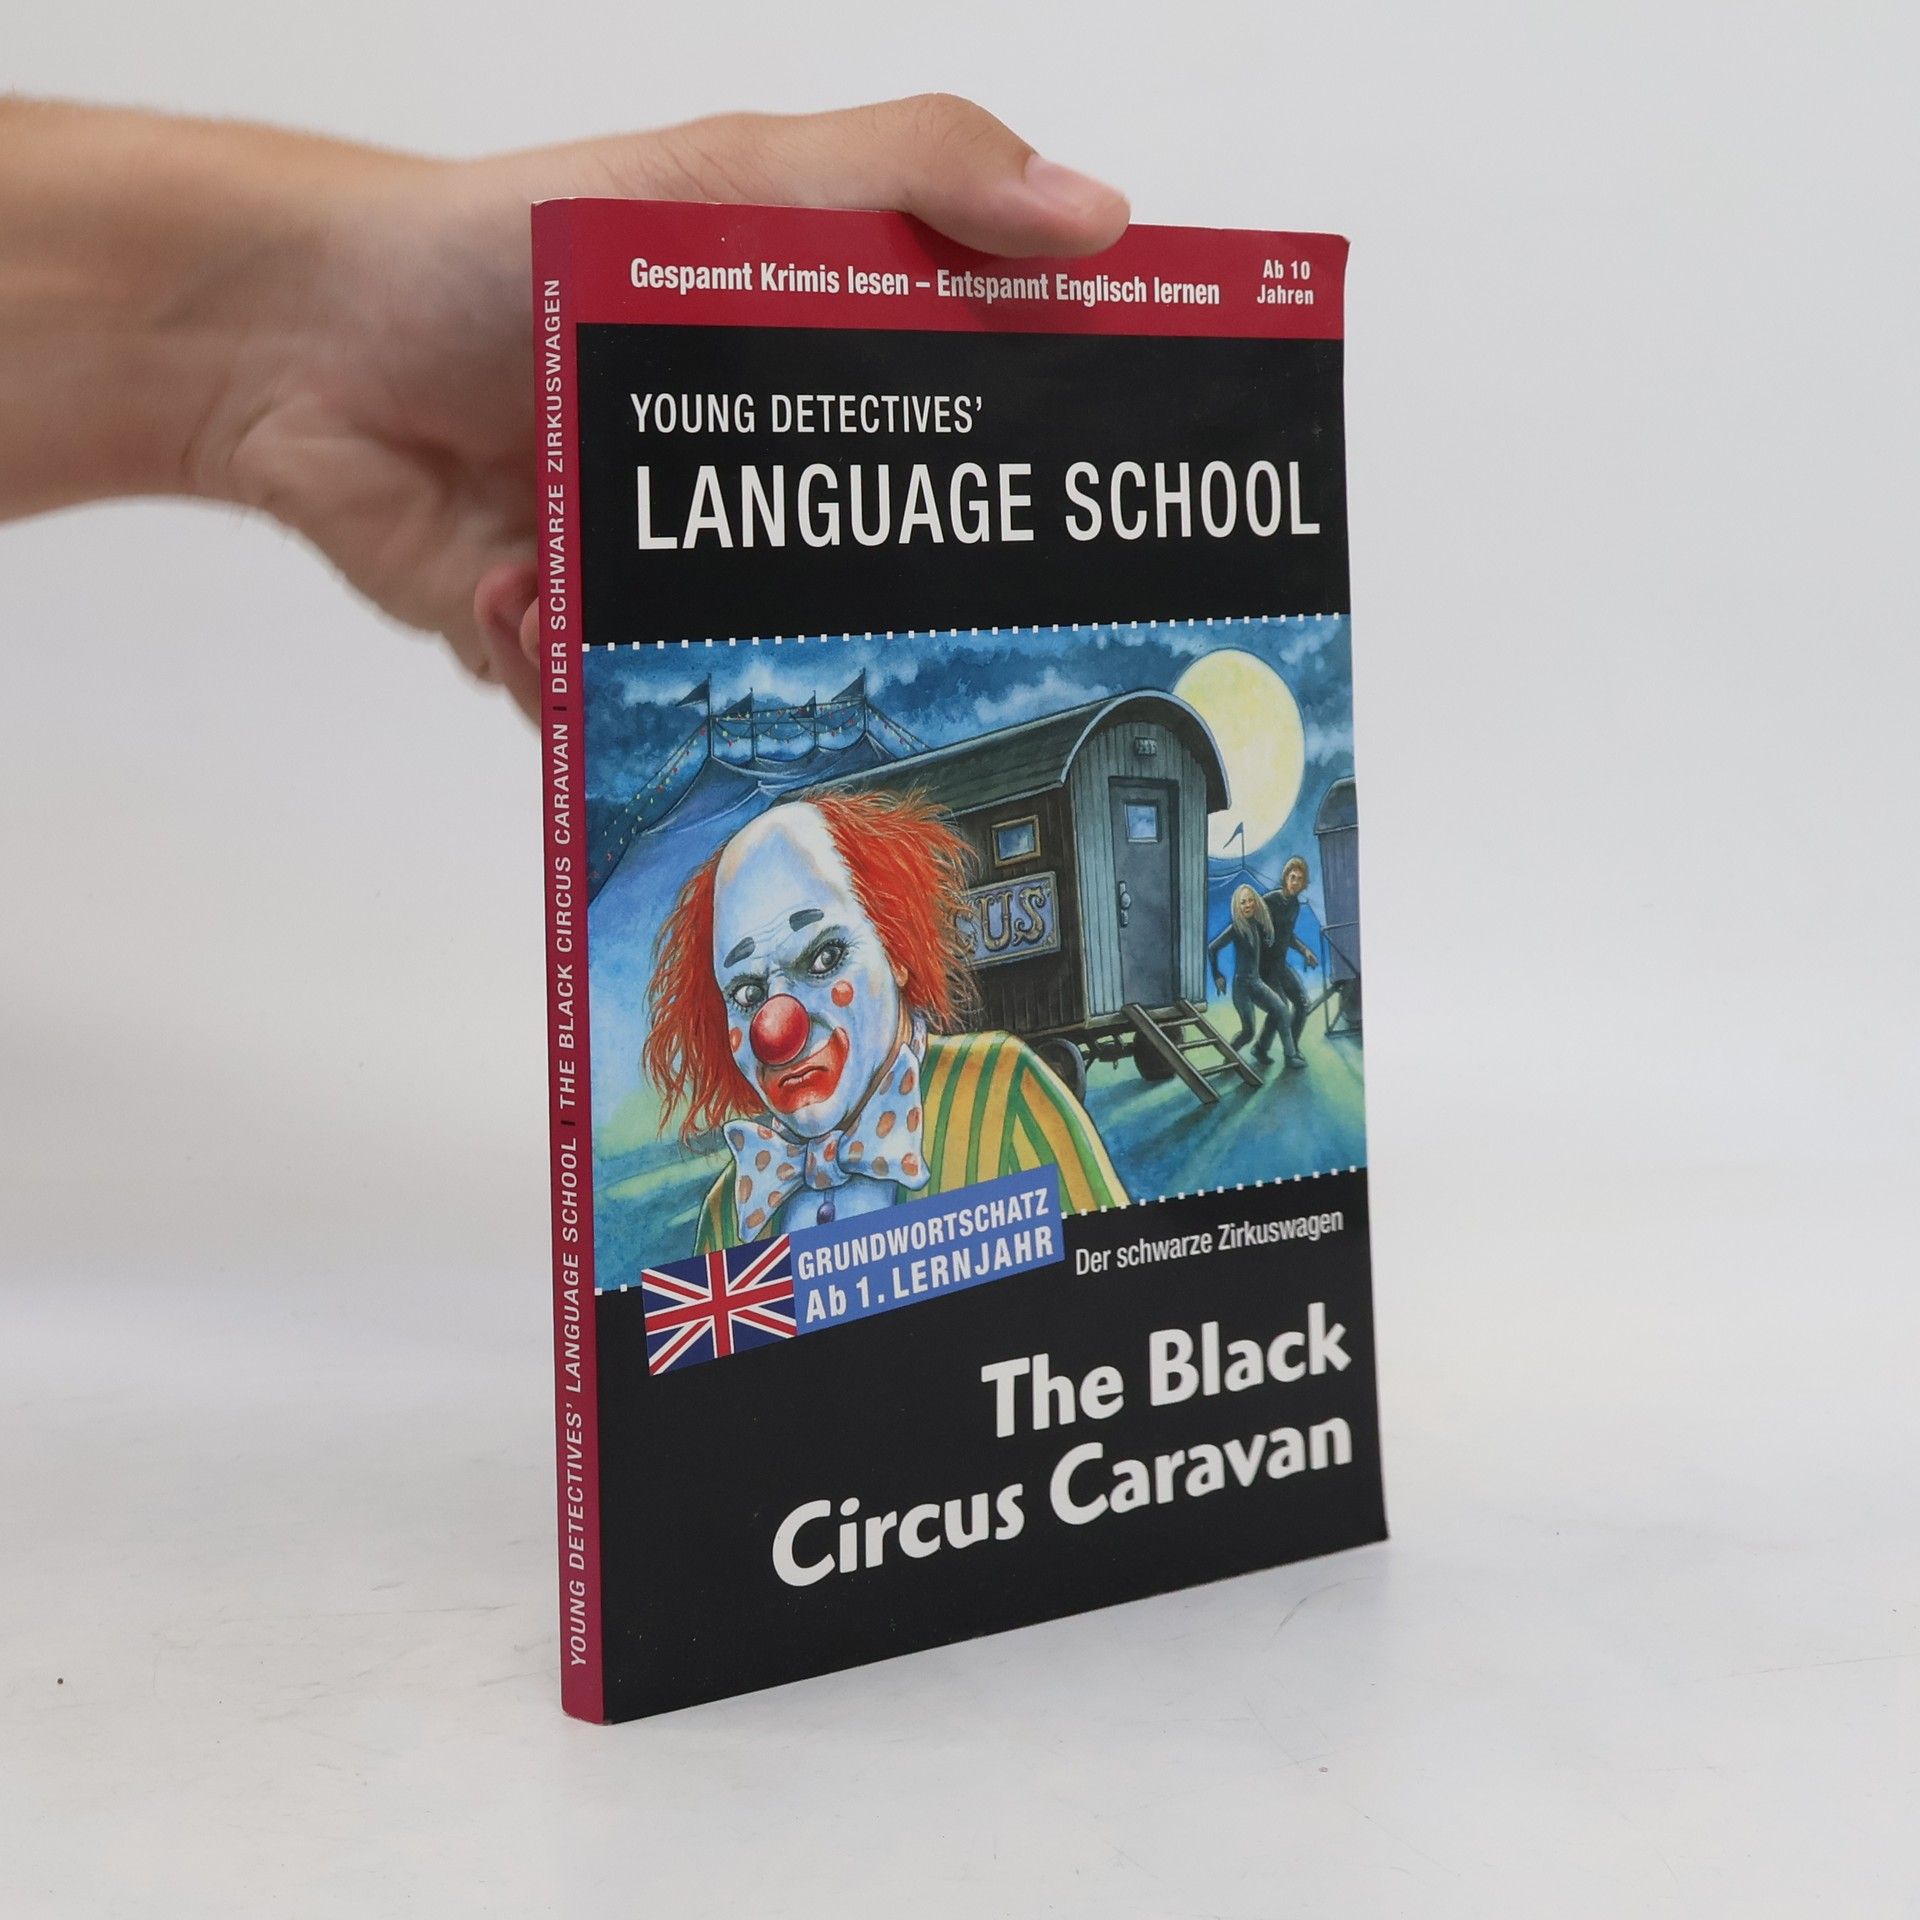 Gespannt Krimis lesen – Entspannt Englisch lernen
Ab 10
Jahren
YOUNG DETECTIVES'
LANGUAGE SCHOOL
CUS
GRUNDWORTSCHATZ
Ab 1. LERNJAHR
Der schwarze Zirkuswagen
The Black
Circus Caravan
YOUNG DETECTIVES' LANGUAGE SCHOOL I THE BLACK CIRCUS CARAVAN I DER SCHWARZE ZIRKUSWAGEN